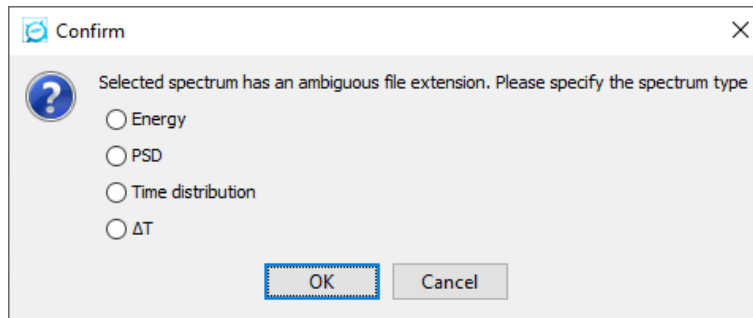 Confirm
Selected spectrum has an ambiguous file extension. Please specify the spectrum type
Energy
PSD
Time distribution
ΔT
OK
Cancel